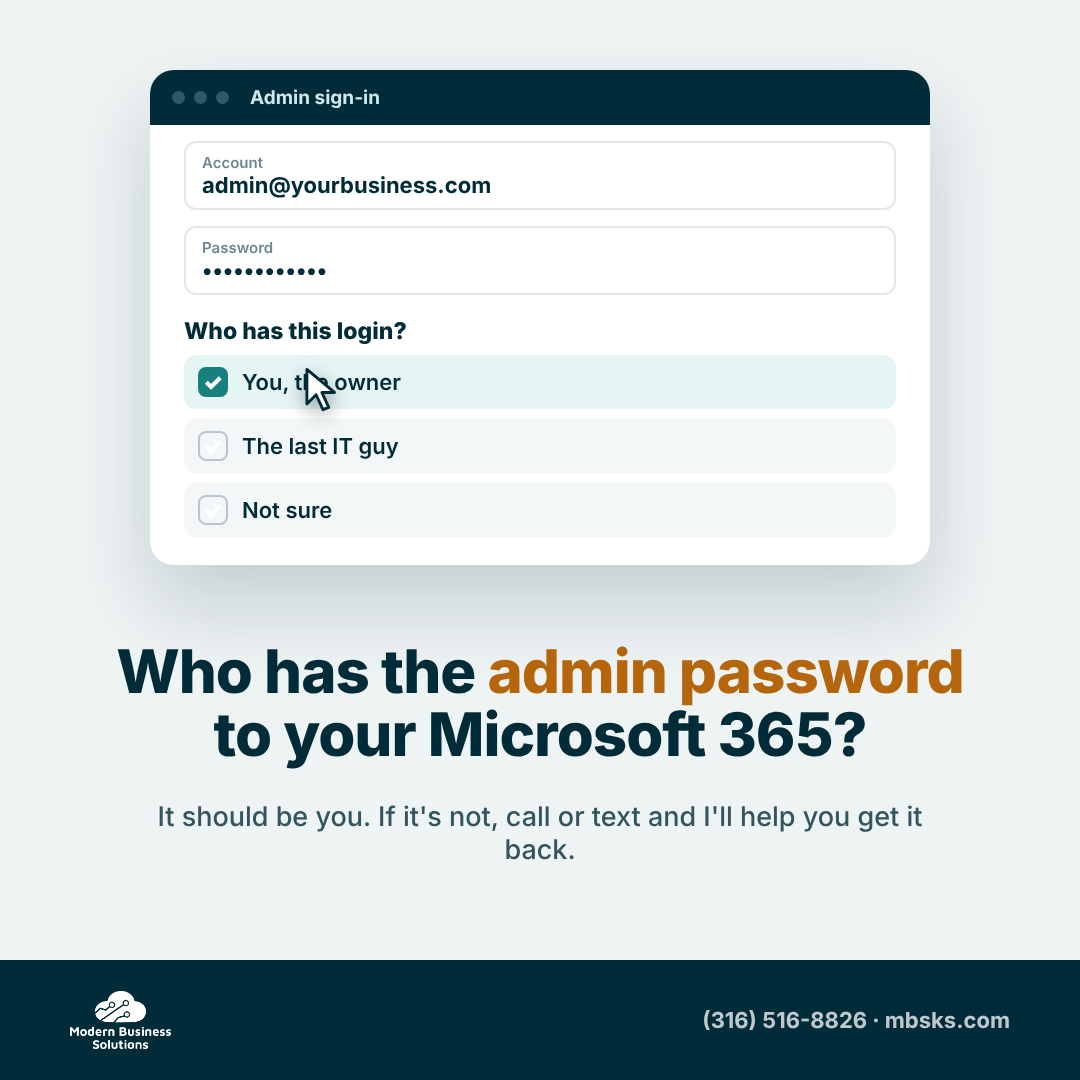 Admin sign-in
Account
admin@yourbusiness.com
Password
••••••••••••
Who has this login?
You, the owner
The last IT guy
Not sure
Who has the admin password
to your Microsoft 365?
It should be you. If it's not, call or text and I'll help you get it
back.
Modern Business
Solutions
(316) 516-8826 · mbsks.com